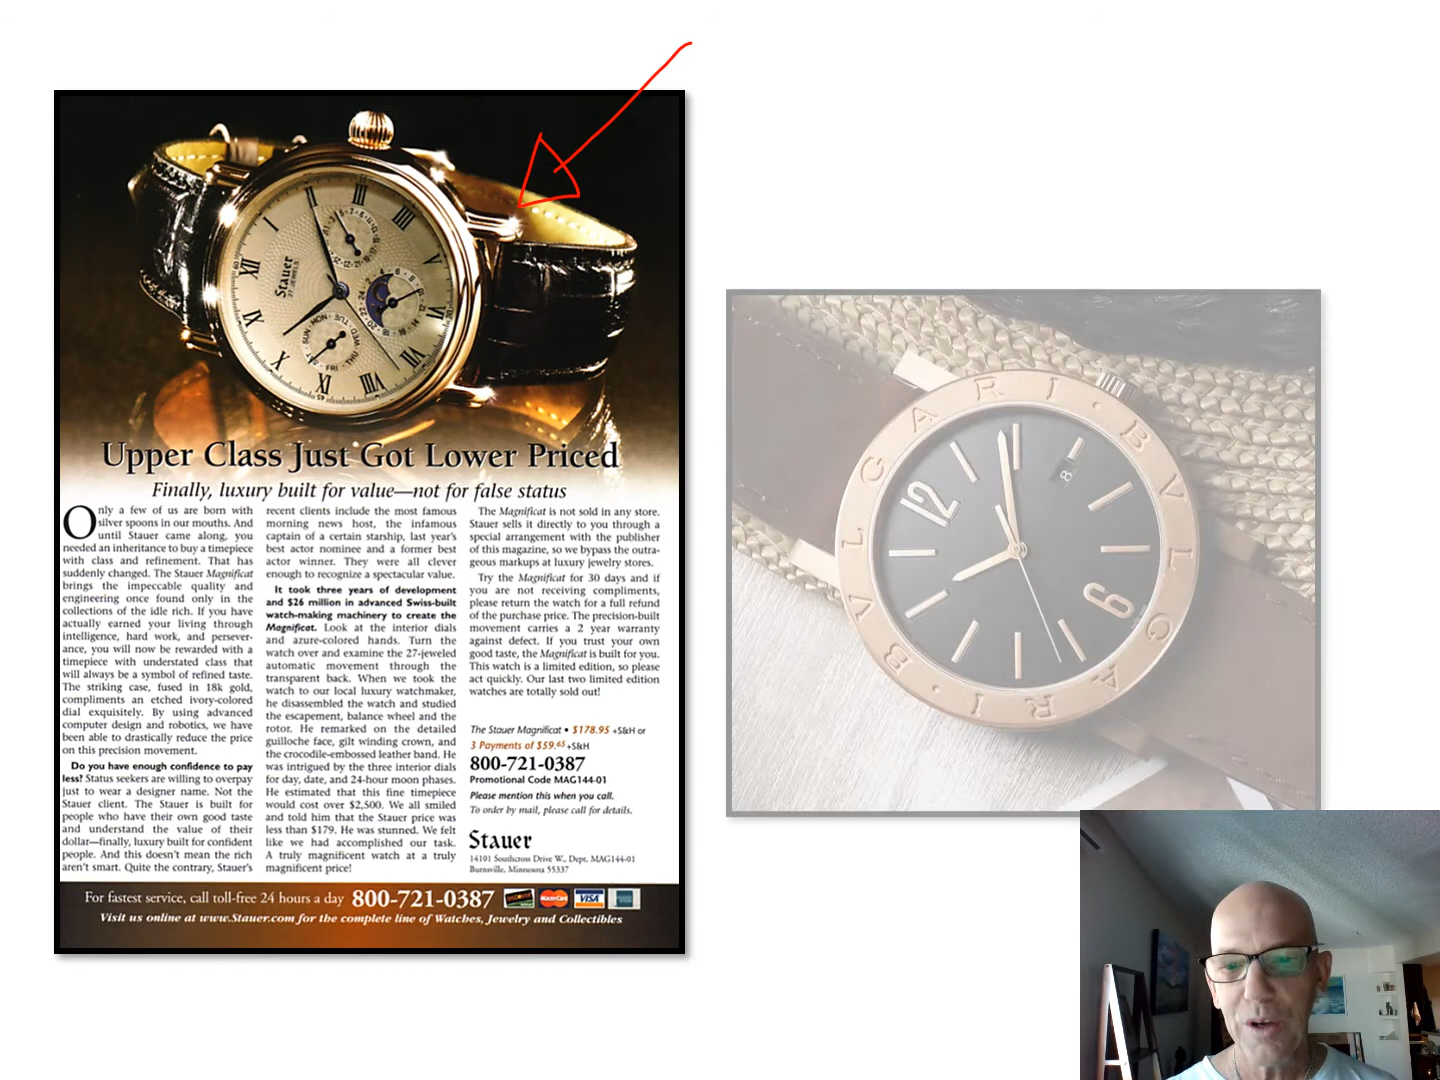 Stauer
27 JEWELS
Upper Class Just Got Lower Priced
Finally, luxury built for value—not for false status
Only a few of us are born with
silver spoons in our mouths. And
until Stauer came along, you
needed an inheritance to buy a timepiece
with class and refinement. That has
suddenly changed. The Stauer Magnificat
brings the impeccable quality and
engineering once found only in the
collections of the idle rich. If you have
actually earned your living through
intelligence, hard work, and persever-
ance, you will now be rewarded with a
timepiece with understated class that
will always be a symbol of refined taste.
The striking case, fused in 18k gold,
compliments an etched ivory-colored
dial exquisitely. By using advanced
computer design and robotics, we have
been able to drastically reduce the price
on this precision movement.
Do you have enough confidence to pay
less? Status seekers are willing to overpay
just to wear a designer name. Not the
Stauer client. The Stauer is built for
people who have their own good taste
and understand the value of their
dollar—finally, luxury built for confident
people. And this doesn't mean the rich
aren't smart. Quite the contrary, Stauer's
recent clients include the most famous
morning news host, the infamous
captain of a certain starship, last year's
best actor nominee and a former best
actor winner. They were all clever
enough to recognize a spectacular value.
It took three years of development
and $26 million in advanced Swiss-built
watch-making machinery to create the
Magnificat. Look at the interior dials
and azure-colored hands. Turn the
watch over and examine the 27-jeweled
automatic movement through the
transparent back. When we took the
watch to our local luxury watchmaker,
he disassembled the watch and studied
the escapement, balance wheel and the
rotor. He remarked on the detailed
guilloche face, gilt winding crown, and
the crocodile-embossed leather band. He
was intrigued by the three interior dials
for day, date, and 24-hour moon phases.
He estimated that this fine timepiece
would cost over $2,500. We all smiled
and told him that the Stauer price was
less than $179. He was stunned. We felt
like we had accomplished our task.
A truly magnificent watch at a truly
magnificent price!
The Magnificat is not sold in any store.
Stauer sells it directly to you through a
special arrangement with the publisher
of this magazine, so we bypass the outra-
geous markups at luxury jewelry stores.
Try the Magnificat for 30 days and if
you are not receiving compliments,
please return the watch for a full refund
of the purchase price. The precision-built
movement carries a 2 year warranty
against defect. If you trust your own
good taste, the Magnificat is built for you.
This watch is a limited edition, so please
act quickly. Our last two limited edition
watches are totally sold out!
The Stauer Magnificat • $178.95 +S&H or
3 Payments of $59.65 +S&H
800-721-0387
Promotional Code MAG144-01
Please mention this when you call.
To order by mail, please call for details.
Stauer
14101 Southcross Drive W., Dept. MAG144-01
Burnsville, Minnesota 55337
For fastest service, call toll-free 24 hours a day 800-721-0387
Visit us online at www.Stauer.com for the complete line of Watches, Jewelry and Collectibles
BVLGARI · BVLGARI
12
6
8